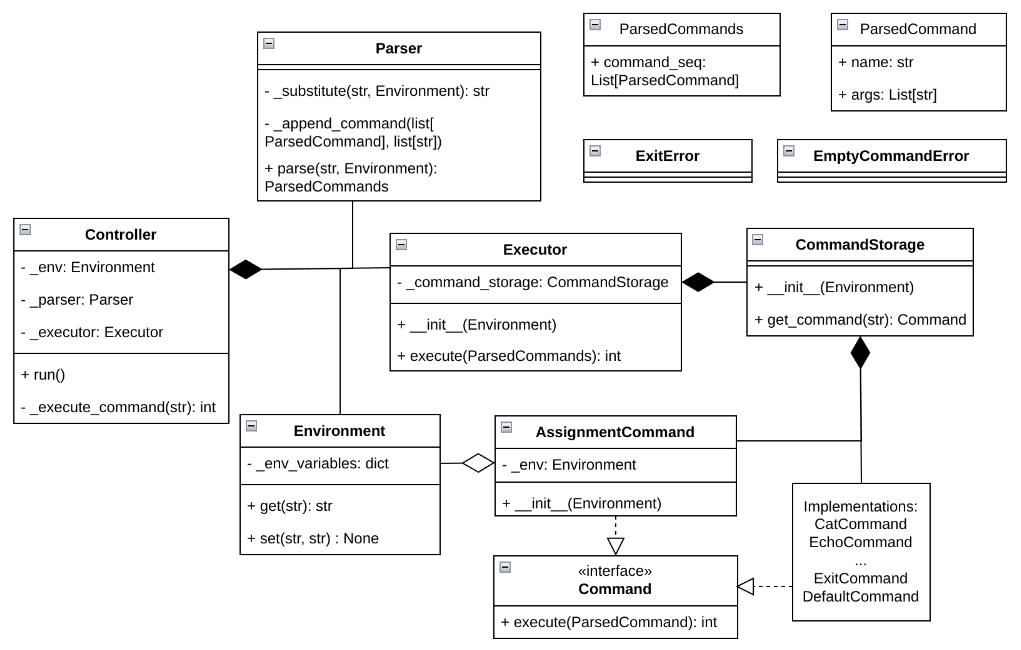 Parser
- _substitute(str, Environment): str
- _append_command(list[
ParsedCommand], list[str])
+ parse(str, Environment):
ParsedCommands
ParsedCommands
+ command_seq:
List[ParsedCommand]
ParsedCommand
+ name: str
+ args: List[str]
ExitError
EmptyCommandError
Controller
- _env: Environment
- _parser: Parser
- _executor: Executor
+ run()
- _execute_command(str): int
Executor
- _command_storage: CommandStorage
+ __init__(Environment)
+ execute(ParsedCommands): int
CommandStorage
+ __init__(Environment)
+ get_command(str): Command
Environment
- _env_variables: dict
+ get(str): str
+ set(str, str) : None
AssignmentCommand
- _env: Environment
+ __init__(Environment)
Implementations:
CatCommand
EchoCommand
...
ExitCommand
DefaultCommand
«interface»
Command
+ execute(ParsedCommand): int